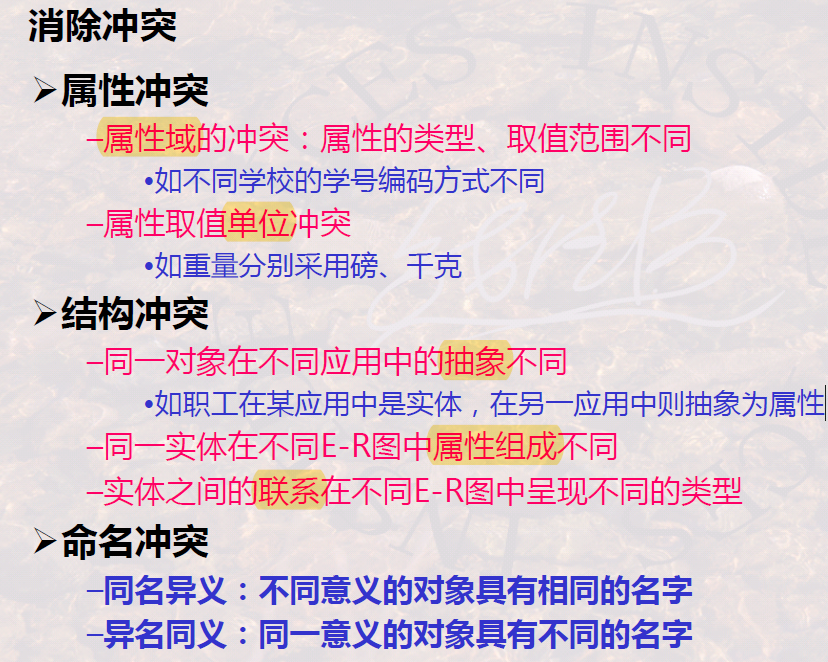 消除冲突
➢属性冲突
–属性域的冲突：属性的类型、取值范围不同
•如不同学校的学号编码方式不同
–属性取值单位冲突
•如重量分别采用磅、千克
➢结构冲突
–同一对象在不同应用中的抽象不同
•如职工在某应用中是实体，在另一应用中则抽象为属性
–同一实体在不同E-R图中属性组成不同
–实体之间的联系在不同E-R图中呈现不同的类型
➢命名冲突
–同名异义：不同意义的对象具有相同的名字
–异名同义：同一意义的对象具有不同的名字